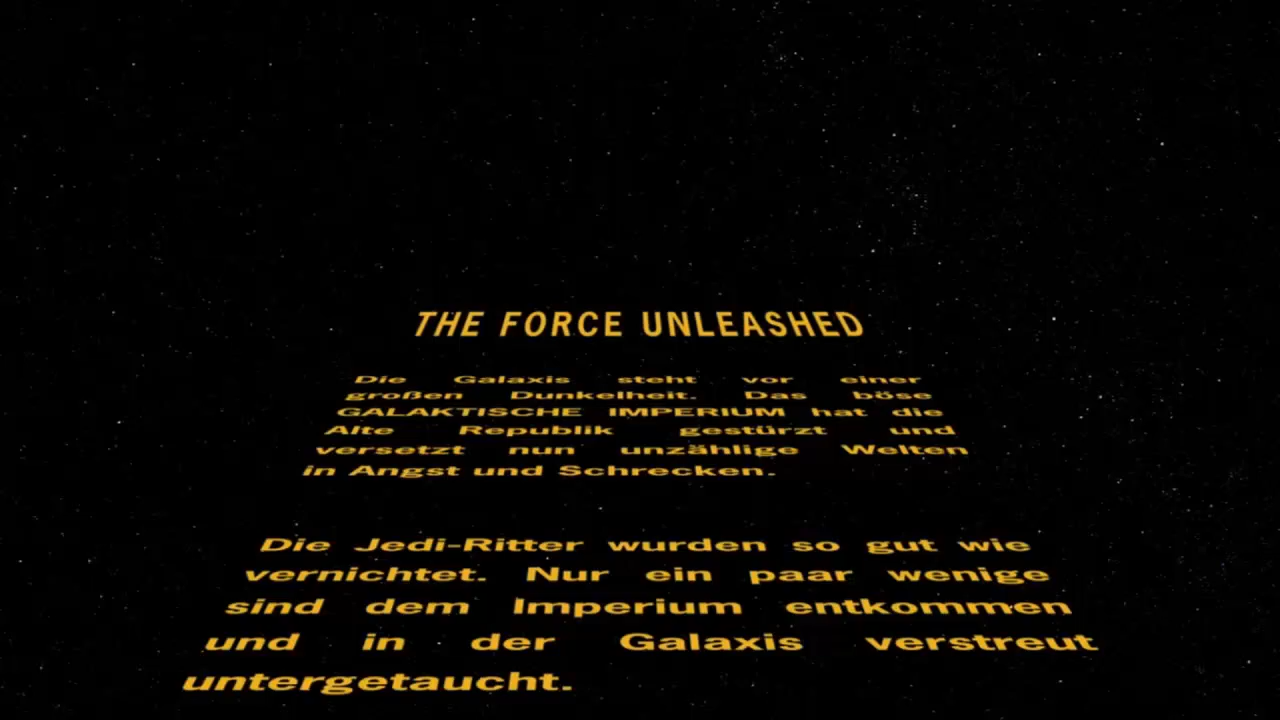 THE FORCE UNLEASHED
Die Galaxis steht vor einer
großen Dunkelheit. Das böse
GALAKTISCHE IMPERIUM hat die
Alte Republik gestürzt und
versetzt nun unzählige Welten
in Angst und Schrecken.
Die Jedi-Ritter wurden so gut wie
vernichtet. Nur ein paar wenige
sind dem Imperium entkommen
und in der Galaxis verstreut
untergetaucht.